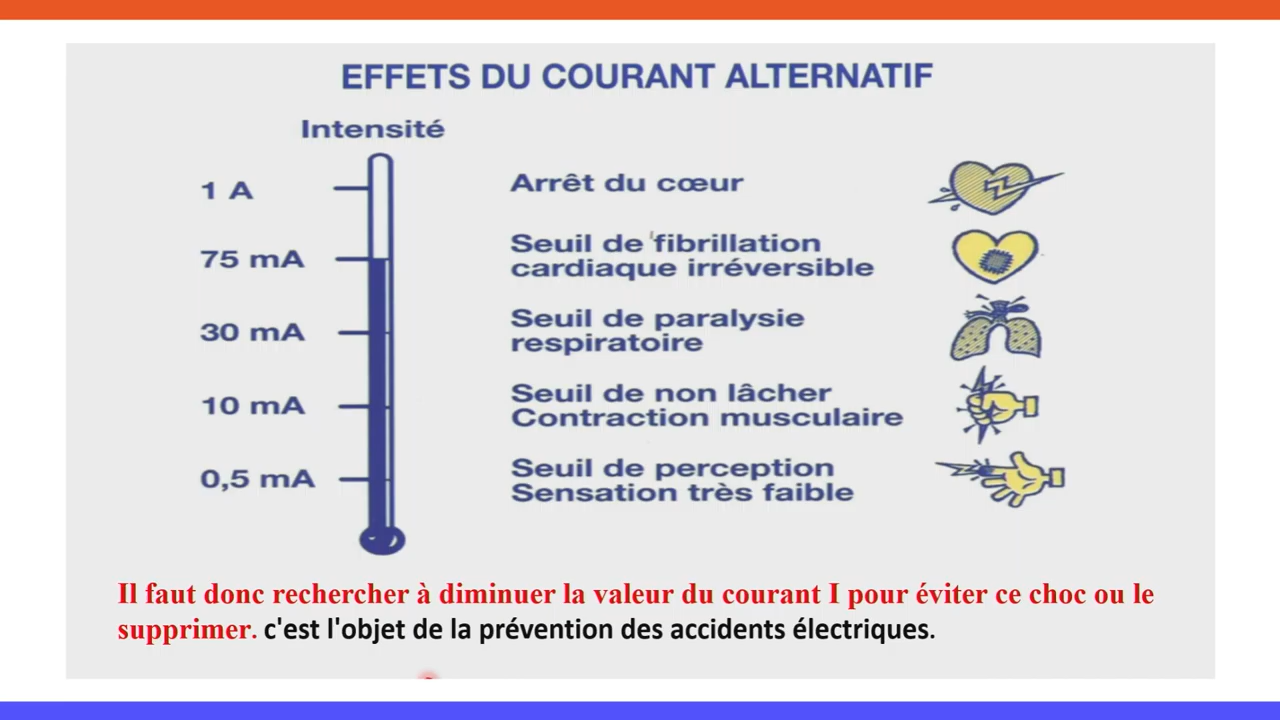 EFFETS DU COURANT ALTERNATIF
Intensité
1 A Arrêt du cœur
75 mA Seuil de fibrillation
cardiaque irréversible
30 mA Seuil de paralysie
respiratoire
10 mA Seuil de non lâcher
Contraction musculaire
0,5 mA Seuil de perception
Sensation très faible
Il faut donc rechercher à diminuer la valeur du courant I pour éviter ce choc ou le
supprimer. c'est l'objet de la prévention des accidents électriques.